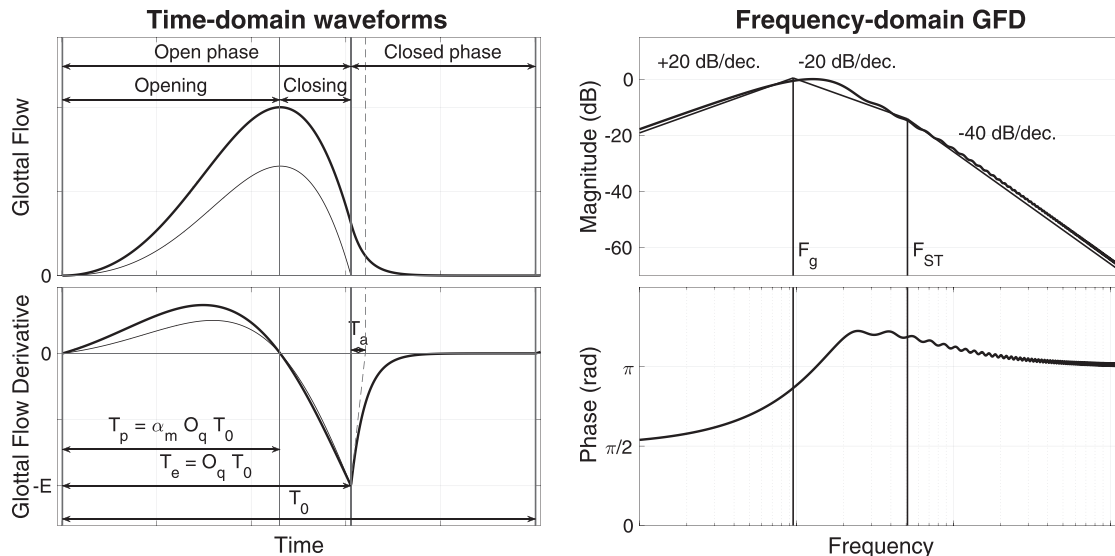 Time-domain waveforms
Open phase
Closed phase
Opening
Closing
Glottal Flow
0
Glottal Flow Derivative
0
-E
T_a
T_p = α_m O_q T_0
T_e = O_q T_0
T_0
Time
Frequency-domain GFD
+20 dB/dec.
-20 dB/dec.
-40 dB/dec.
Magnitude (dB)
0
-20
-40
-60
F_g
F_ST
Phase (rad)
π
π/2
0
Frequency